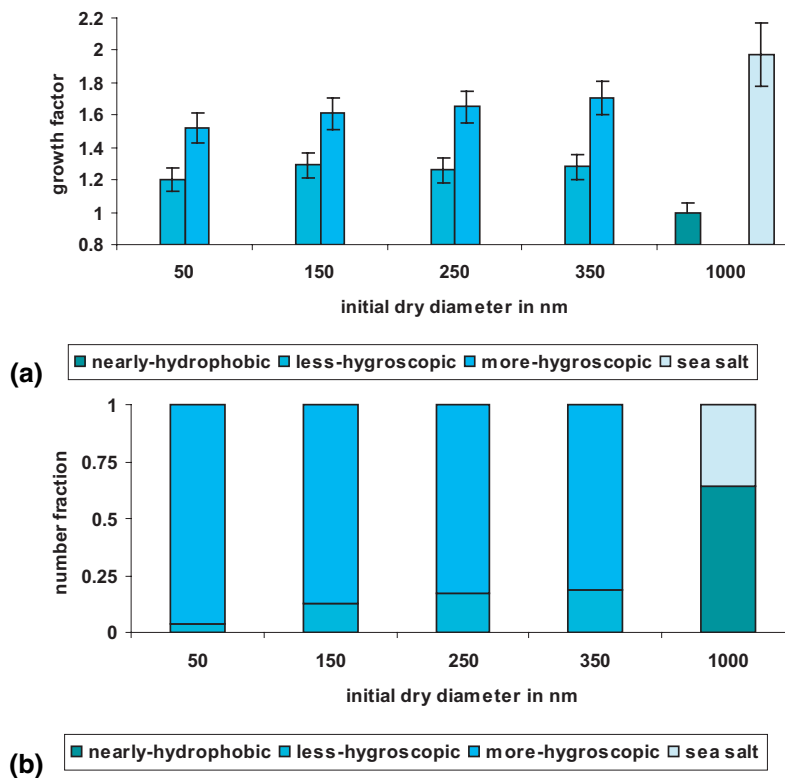 2.2
2
1.8
1.6
1.4
1.2
1
0.8
growth factor
50 150 250 350 1000
initial dry diameter in nm
(a)
nearly-hydrophobic less-hygroscopic more-hygroscopic sea salt
1
0.75
0.5
0.25
0
number fraction
50 150 250 350 1000
initial dry diameter in nm
(b)
nearly-hydrophobic less-hygroscopic more-hygroscopic sea salt